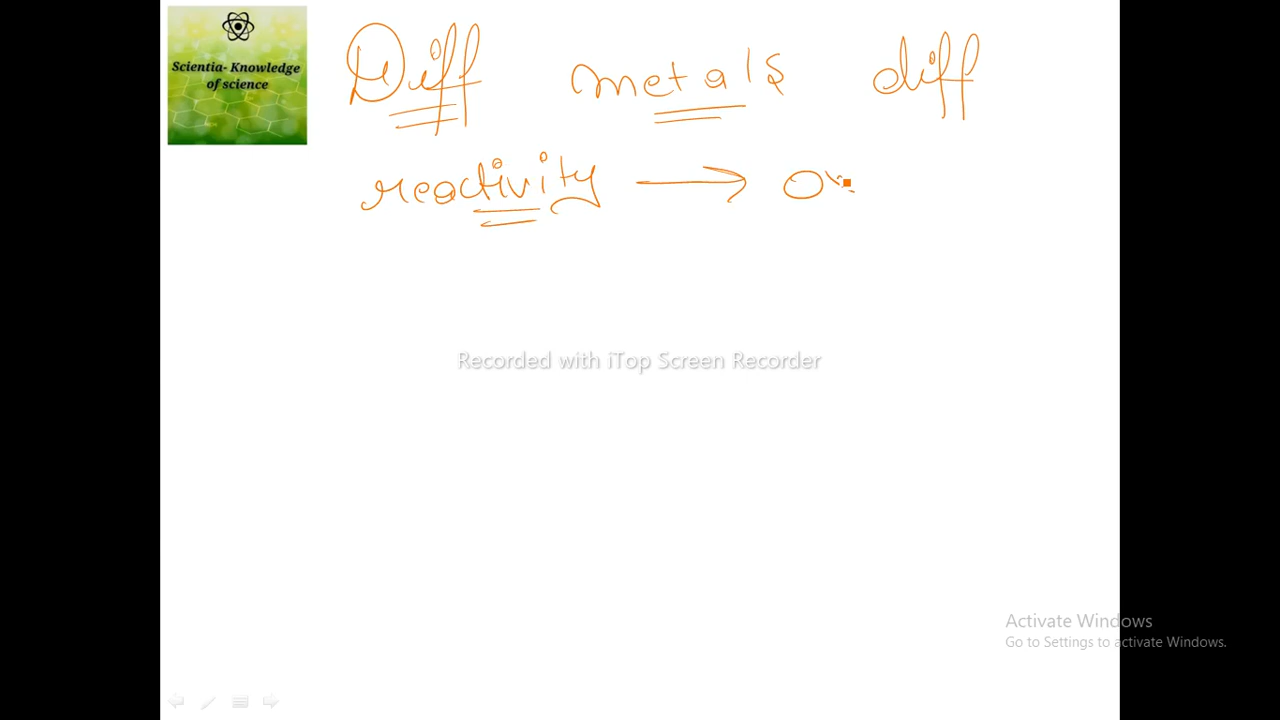 Scientia- Knowledge
of science
Diff metals diff
reactivity → Ox
Recorded with iTop Screen Recorder
Activate Windows
Go to Settings to activate Windows.